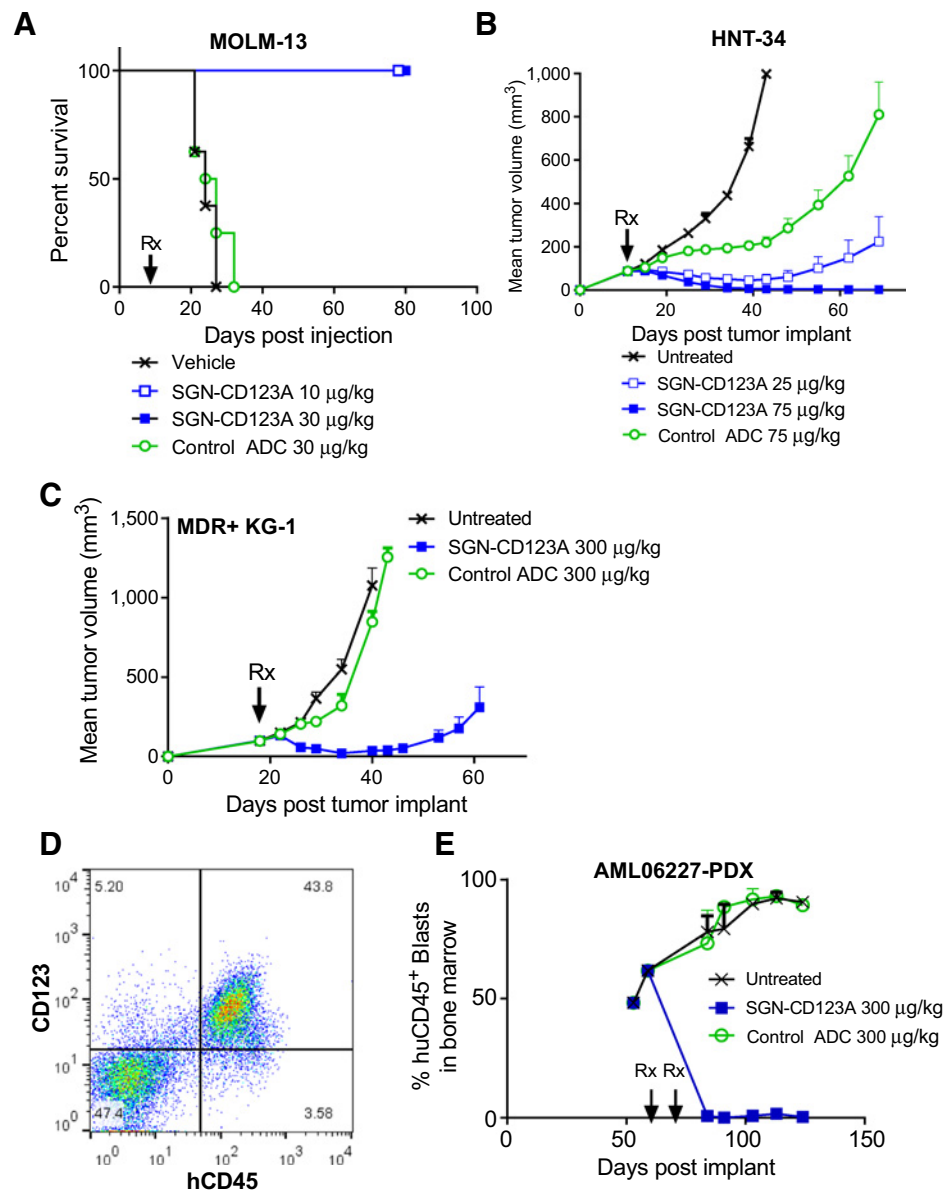 A
MOLM-13
Percent survival
100
50
0
Rx
0 20 40 60 80 100
Days post injection
Vehicle
SGN-CD123A 10 µg/kg
SGN-CD123A 30 µg/kg
Control ADC 30 µg/kg
B
HNT-34
Mean tumor volume (mm3)
1,000
800
600
400
200
0
Rx
0 20 40 60
Days post tumor implant
Untreated
SGN-CD123A 25 µg/kg
SGN-CD123A 75 µg/kg
Control ADC 75 µg/kg
C
MDR+ KG-1
Mean tumor volume (mm3)
1,500
1,000
500
0
Rx
0 20 40 60
Days post tumor implant
Untreated
SGN-CD123A 300 µg/kg
Control ADC 300 µg/kg
D
CD123
10^4
10^3
10^2
10^1
10^0
5.20 43.8
47.4 3.58
10^0 10^1 10^2 10^3 10^4
hCD45
E
AML06227-PDX
% huCD45+ Blasts
in bone marrow
100
50
0
Untreated
SGN-CD123A 300 µg/kg
Control ADC 300 µg/kg
Rx Rx
0 50 100 150
Days post implant